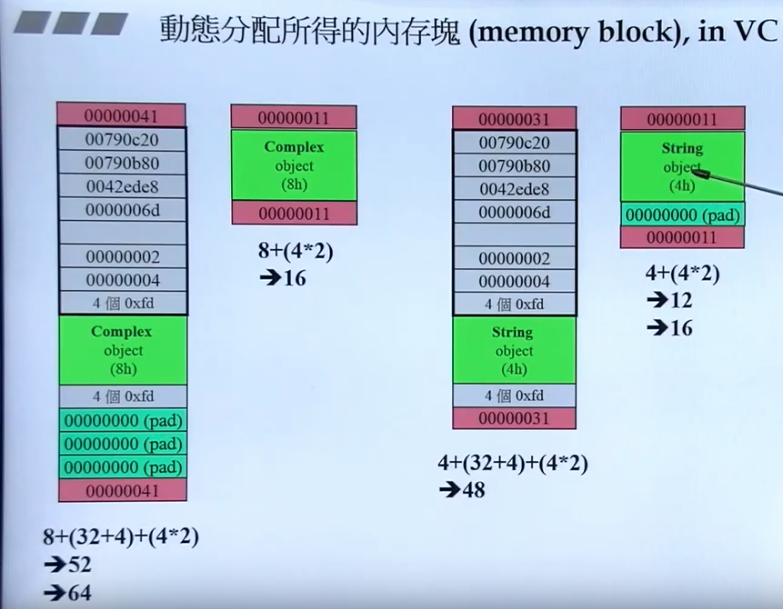 動態分配所得的內存塊 (memory block), in VC
00000041
00790c20
00790b80
0042ede8
0000006d
00000002
00000004
4 個 0xfd
Complex
object
(8h)
4 個 0xfd
00000000 (pad)
00000000 (pad)
00000000 (pad)
00000041
8+(32+4)+(4*2)
➔52
➔64
00000011
Complex
object
(8h)
00000011
8+(4*2)
➔16
00000031
00790c20
00790b80
0042ede8
0000006d
00000002
00000004
4 個 0xfd
String
object
(4h)
4 個 0xfd
00000031
4+(32+4)+(4*2)
➔48
00000011
String
object
(4h)
00000000 (pad)
00000011
4+(4*2)
➔12
➔16